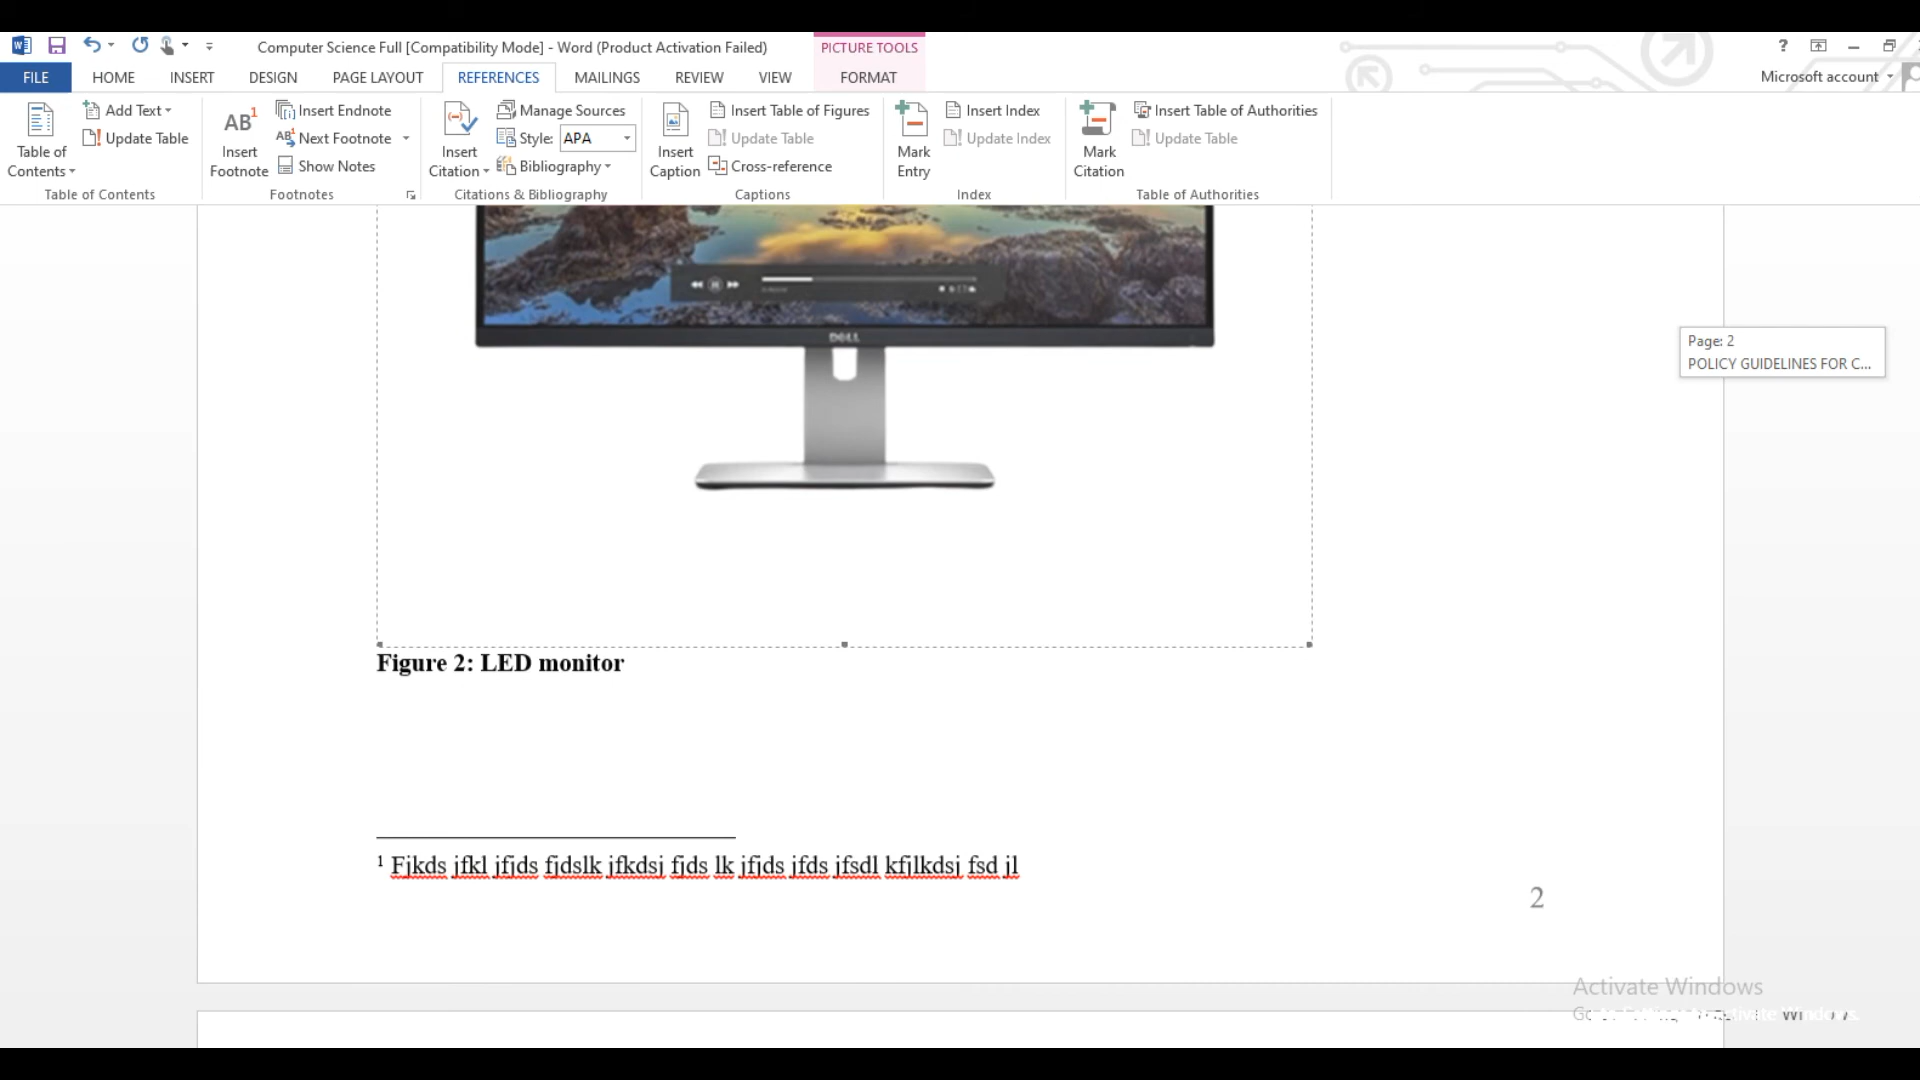 Computer Science Full [Compatibility Mode] - Word (Product Activation Failed)
PICTURE TOOLS
?
FILE
HOME
INSERT
DESIGN
PAGE LAYOUT
REFERENCES
MAILINGS
REVIEW
VIEW
FORMAT
Microsoft account
Table of
Contents
Add Text
Update Table
Table of Contents
AB1
Insert
Footnote
Insert Endnote
Next Footnote
Show Notes
Footnotes
Insert
Citation
Manage Sources
Style: APA
Bibliography
Citations & Bibliography
Insert
Caption
Insert Table of Figures
Update Table
Cross-reference
Captions
Mark
Entry
Insert Index
Update Index
Index
Mark
Citation
Insert Table of Authorities
Update Table
Table of Authorities
DELL
Page: 2
POLICY GUIDELINES FOR C...
Figure 2: LED monitor
1 Fjkds jfkl jfjds fjdslk jfkdsj fjds lk jfjds jfds jfsdl kfjlkdsj fsd jl
2
Activate Windows